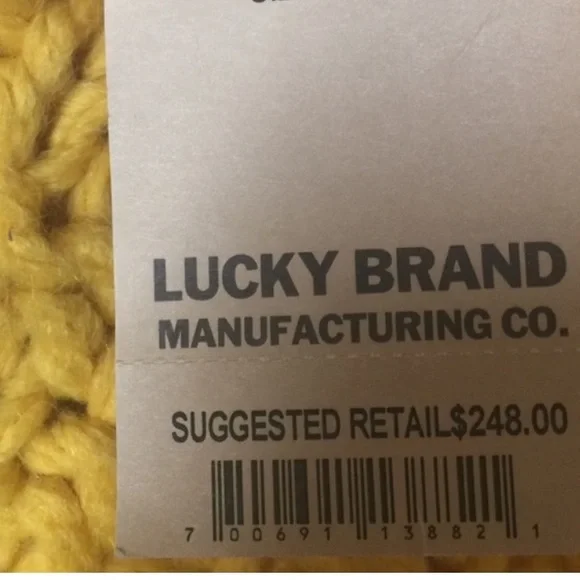 LUCKY BRAND
MANUFACTURING CO.
SUGGESTED RETAIL$248.00
7 00691 13882 1